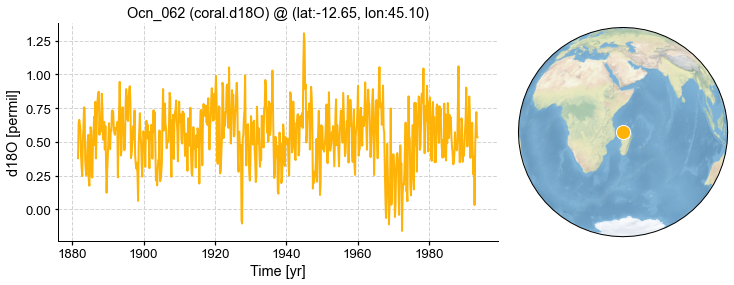 Ocn_062 (coral.d18O) @ (lat:-12.65, lon:45.10)
d18O [permil]
1.25
1.00
0.75
0.50
0.25
0.00
1880 1900 1920 1940 1960 1980
Time [yr]